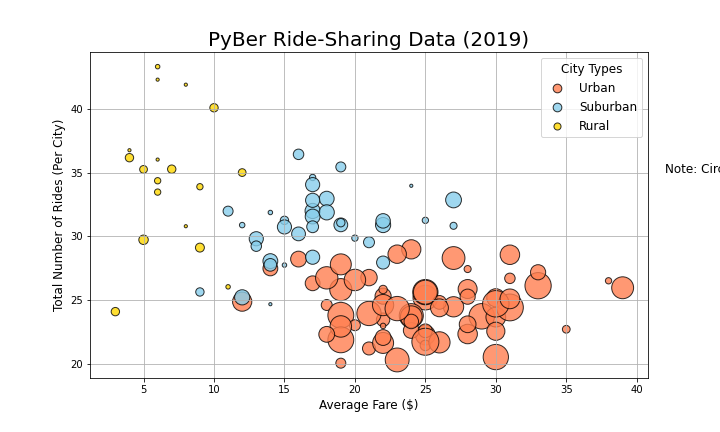 PyBer Ride-Sharing Data (2019)
City Types
Urban
Suburban
Rural
Note:
Total Number of Rides (Per City)
40
35
30
25
20
5
10
15
20
25
30
35
40
Average Fare ($)